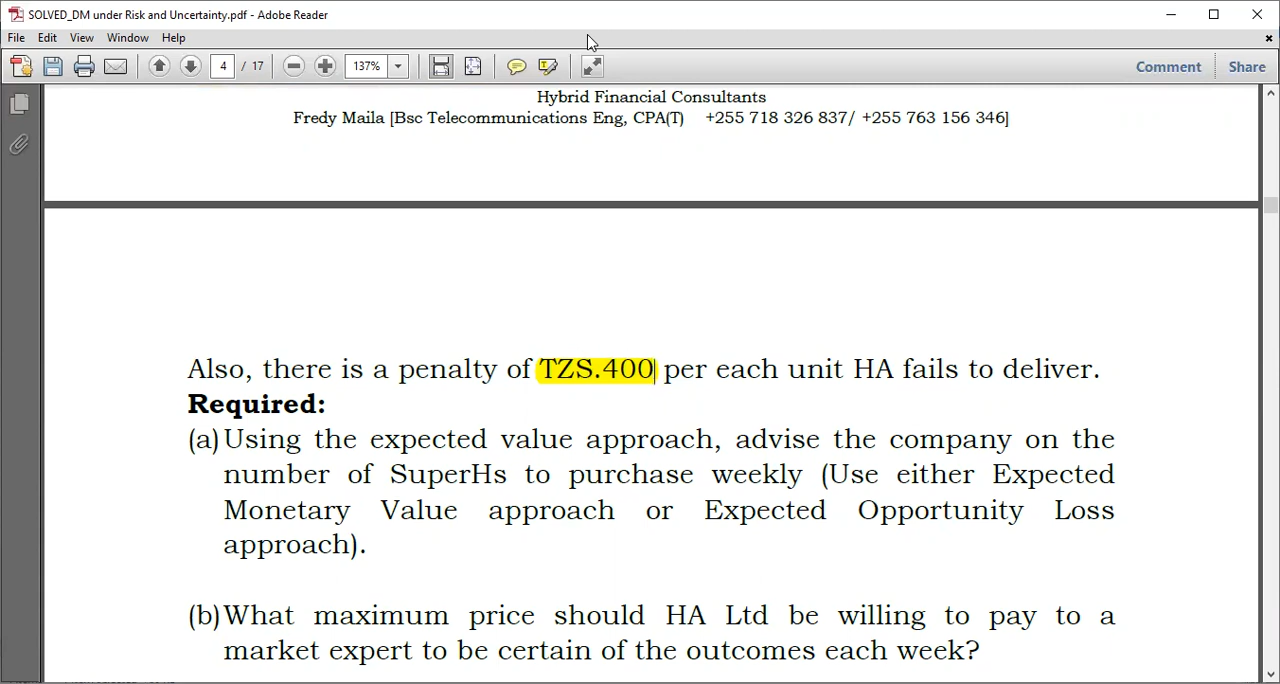 SOLVED_DM under Risk and Uncertainty.pdf - Adobe Reader
File Edit View Window Help
4 / 17 137% Comment Share
Hybrid Financial Consultants
Fredy Maila [Bsc Telecommunications Eng, CPA(T) +255 718 326 837/ +255 763 156 346]
Also, there is a penalty of TZS.400 per each unit HA fails to deliver.
Required:
(a) Using the expected value approach, advise the company on the
number of SuperHs to purchase weekly (Use either Expected
Monetary Value approach or Expected Opportunity Loss
approach).
(b) What maximum price should HA Ltd be willing to pay to a
market expert to be certain of the outcomes each week?